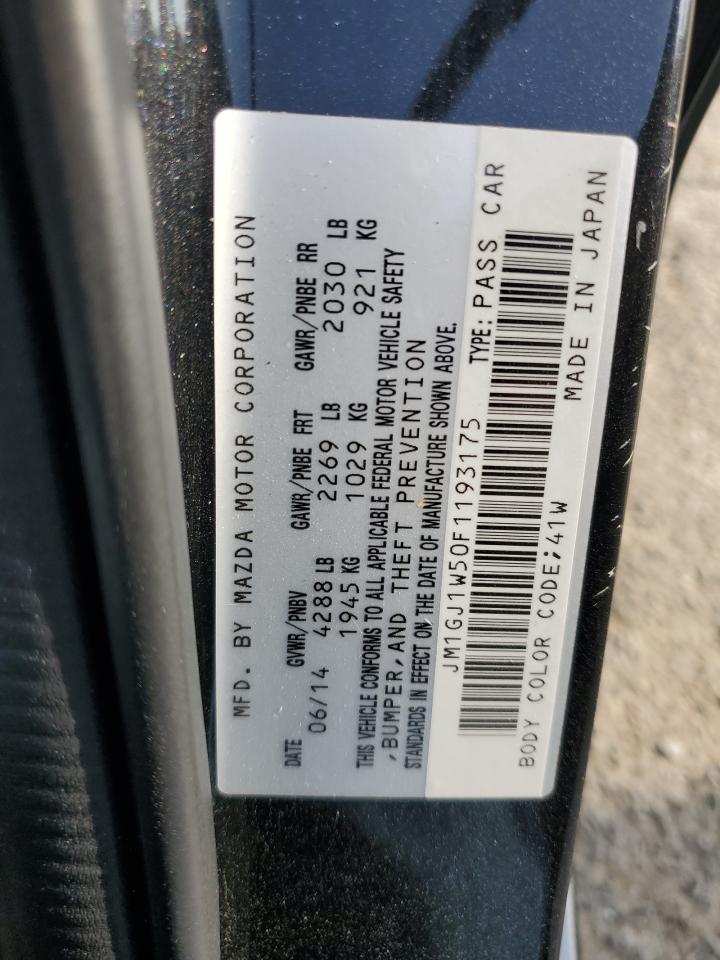 MFD. BY MAZDA MOTOR CORPORATION
DATE GVWR/PNBV GAWR/PNBE FRT GAWR/PNBE RR
06/14 4288 LB 2269 LB 2030 LB
1945 KG 1029 KG 921 KG
THIS VEHICLE CONFORMS TO ALL APPLICABLE FEDERAL MOTOR VEHICLE SAFETY
,BUMPER,AND THEFT PREVENTION
STANDARDS IN EFFECT ON THE DATE OF MANUFACTURE SHOWN ABOVE.
JM1GJ1W50F1193175 TYPE: PASS CAR
BODY COLOR CODE;41W MADE IN JAPAN